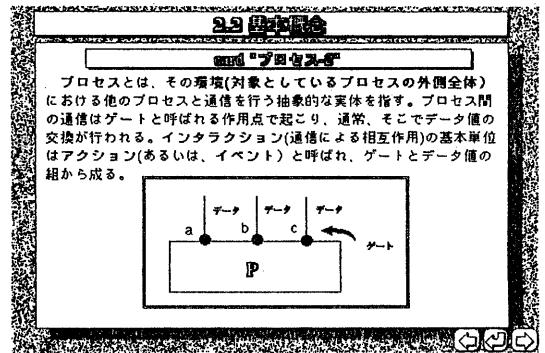 2.2 基本概念
card "プロセス-8"
プロセスとは、その環境(対象としているプロセスの外側全体)
における他のプロセスと通信を行う抽象的な実体を指す。プロセス間
の通信はゲートと呼ばれる作用点で起こり、通常、そこでデータ値の
交換が行われる。インタラクション(通信による相互作用)の基本単位
はアクション(あるいは、イベント)と呼ばれ、ゲートとデータ値の
組から成る。
データ データ データ
a b c
ゲート
P